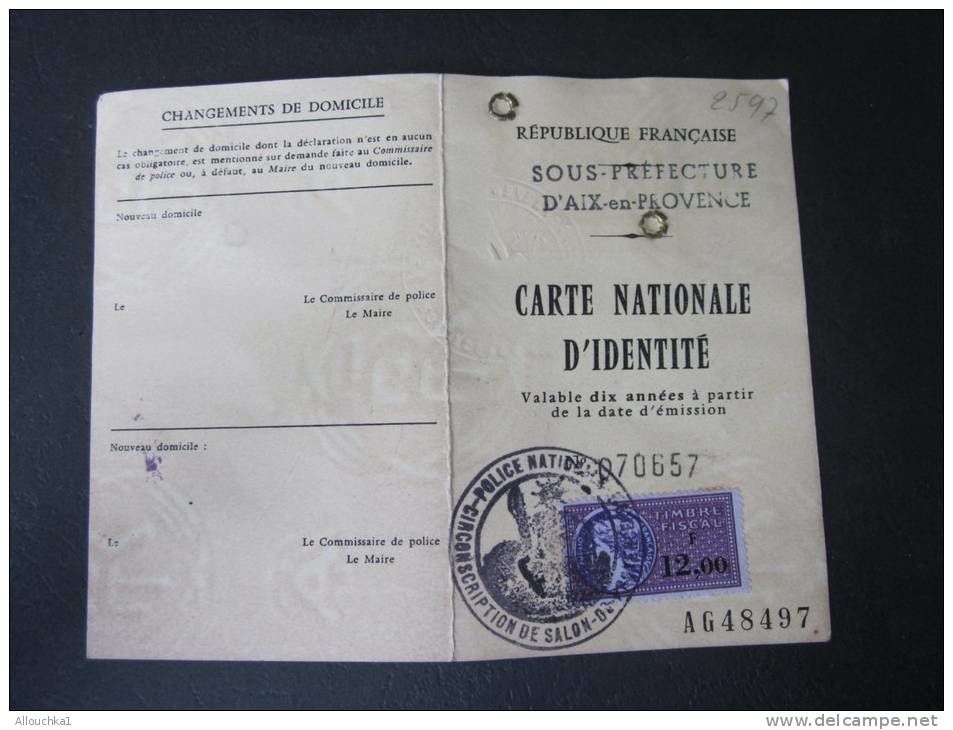 CHANGEMENTS DE DOMICILE
Le changement de domicile dont la déclaration n'est en aucun
cas obligatoire, est mentionné sur demande faite au Commissaire
de police ou, à défaut, au Maire du nouveau domicile.
Nouveau domicile
Le
Le Commissaire de police
Le Maire
Nouveau domicile :
Le
Le Commissaire de police
Le Maire
2597
RÉPUBLIQUE FRANÇAISE
SOUS-PRÉFECTURE
D'AIX-en-PROVENCE
CARTE NATIONALE
D'IDENTITÉ
Valable dix années à partir
de la date d'émission
070657
POLICE
CIRCONSCRIPTION DE SALON-DE
TIMBRE
FISCAL
F
12,00
AG48497
Allouchka1
www.delcampe.net